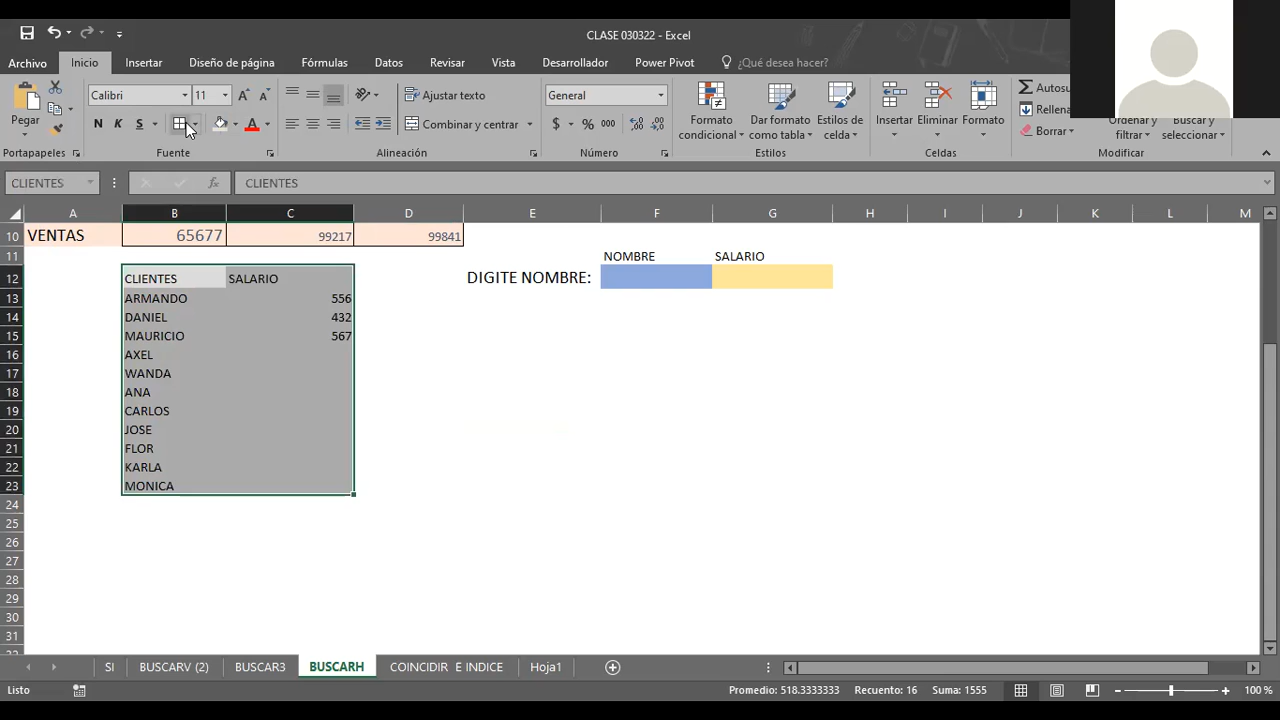 CLASE 030322 - Excel
Archivo Inicio Insertar Diseño de página Fórmulas Datos Revisar Vista Desarrollador Power Pivot ¿Qué desea hacer?
Pegar
Calibri 11
N K S
Ajustar texto
Combinar y centrar
General
$ % 000
Formato condicional
Dar formato como tabla
Estilos de celda
Insertar Eliminar Formato
Autosu
Rellena
Borrar
Ordenar y filtrar
Buscar y seleccionar
Portapapeles Fuente Alineación Número Estilos Celdas Modificar
CLIENTES fx CLIENTES
A B C D E F G H I J K L M
10 VENTAS 65677 99217 99841
11 NOMBRE SALARIO
12 CLIENTES SALARIO DIGITE NOMBRE:
13 ARMANDO 556
14 DANIEL 432
15 MAURICIO 567
16 AXEL
17 WANDA
18 ANA
19 CARLOS
20 JOSE
21 FLOR
22 KARLA
23 MONICA
24
25
26
27
28
29
30
31
SI BUSCARV (2) BUSCAR3 BUSCARH COINCIDIR E INDICE Hoja1
Listo Promedio: 518.3333333 Recuento: 16 Suma: 1555 100 %